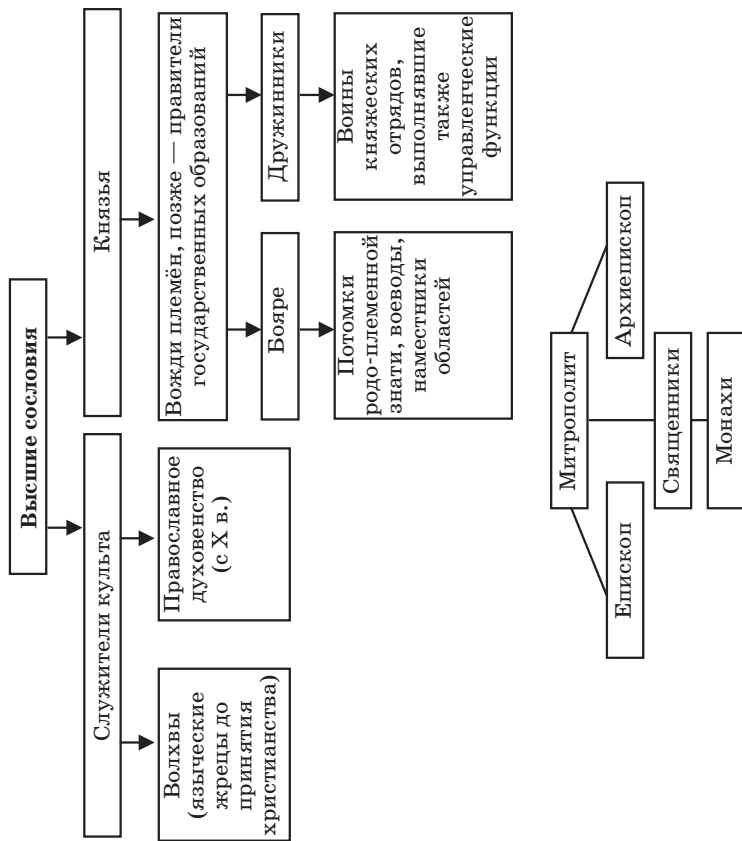 Высшие сословия
Служители культа
Князья
Волхвы
(языческие
жрецы до
принятия
христианства)
Православное
духовенство
(с X в.)
Вожди племён, позже — правители
государственных образований
Бояре
Дружинники
Потомки
родо-племенной
знати, воеводы,
наместники
областей
Воины
княжеских
отрядов,
выполнявшие
также
управленческие
функции
Митрополит
Епископ
Архиепископ
Священники
Монахи